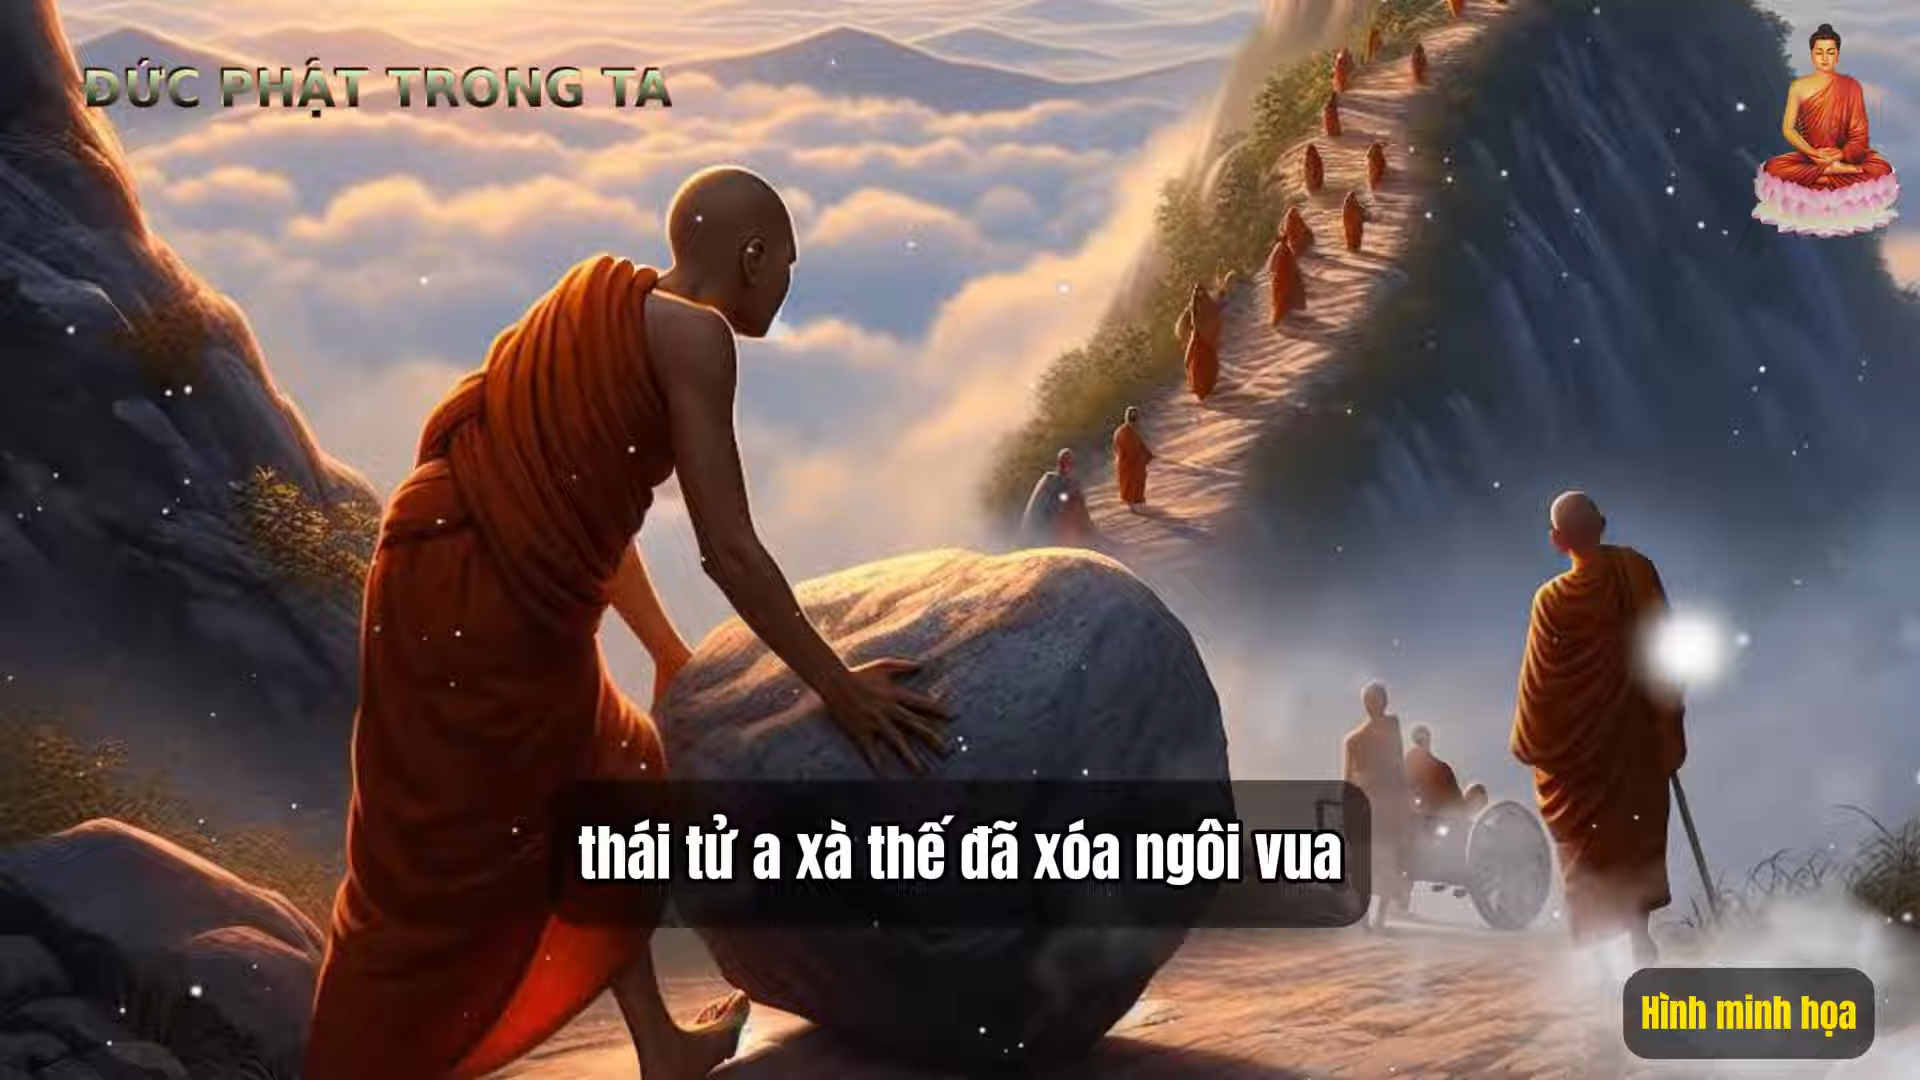 ĐỨC PHẬT TRONG TA
thái tử a xà thế đã xóa ngôi vua
Hình minh họa